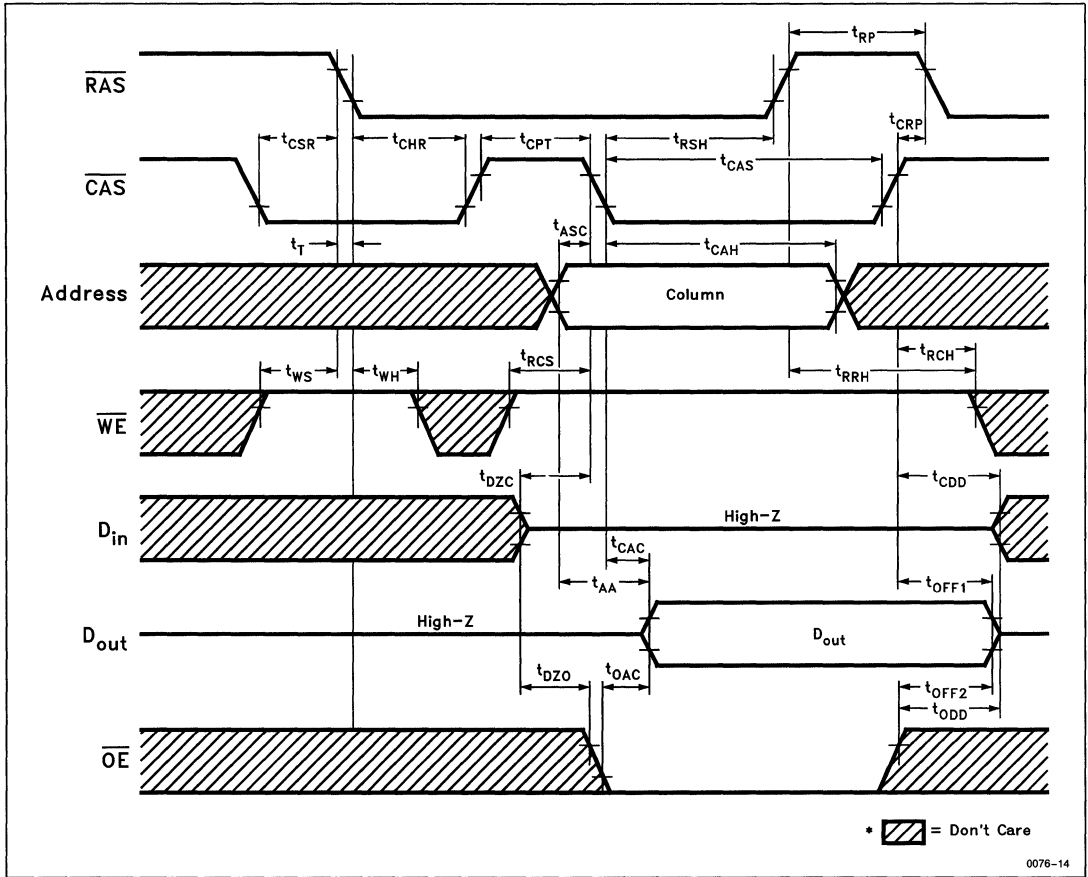 tRP
RAS
tCRP
tCSR
tCHR
tCPT
tRSH
tCAS
CAS
tASC
tT
tCAH
Address
Column
tRCS
tRCH
tWS
tWH
tRRH
WE
tDZC
tCDD
High-Z
Din
tCAC
tAA
tOFF1
High-Z
Dout
Dout
tDZO
tOAC
tOFF2
tODD
OE
* = Don't Care
0076-14